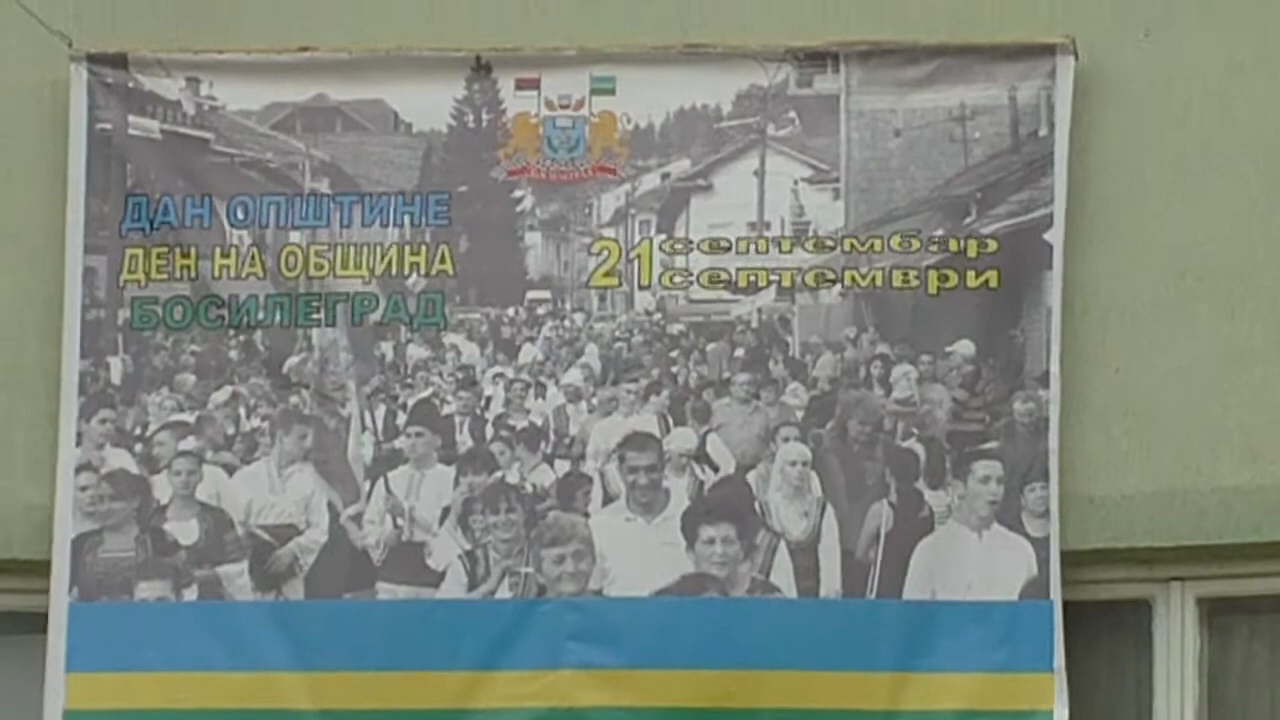 ДАН ОПШТИНЕ
ДЕН НА ОБЩИНА
БОСИЛЕГРАД
21 септембар
септември